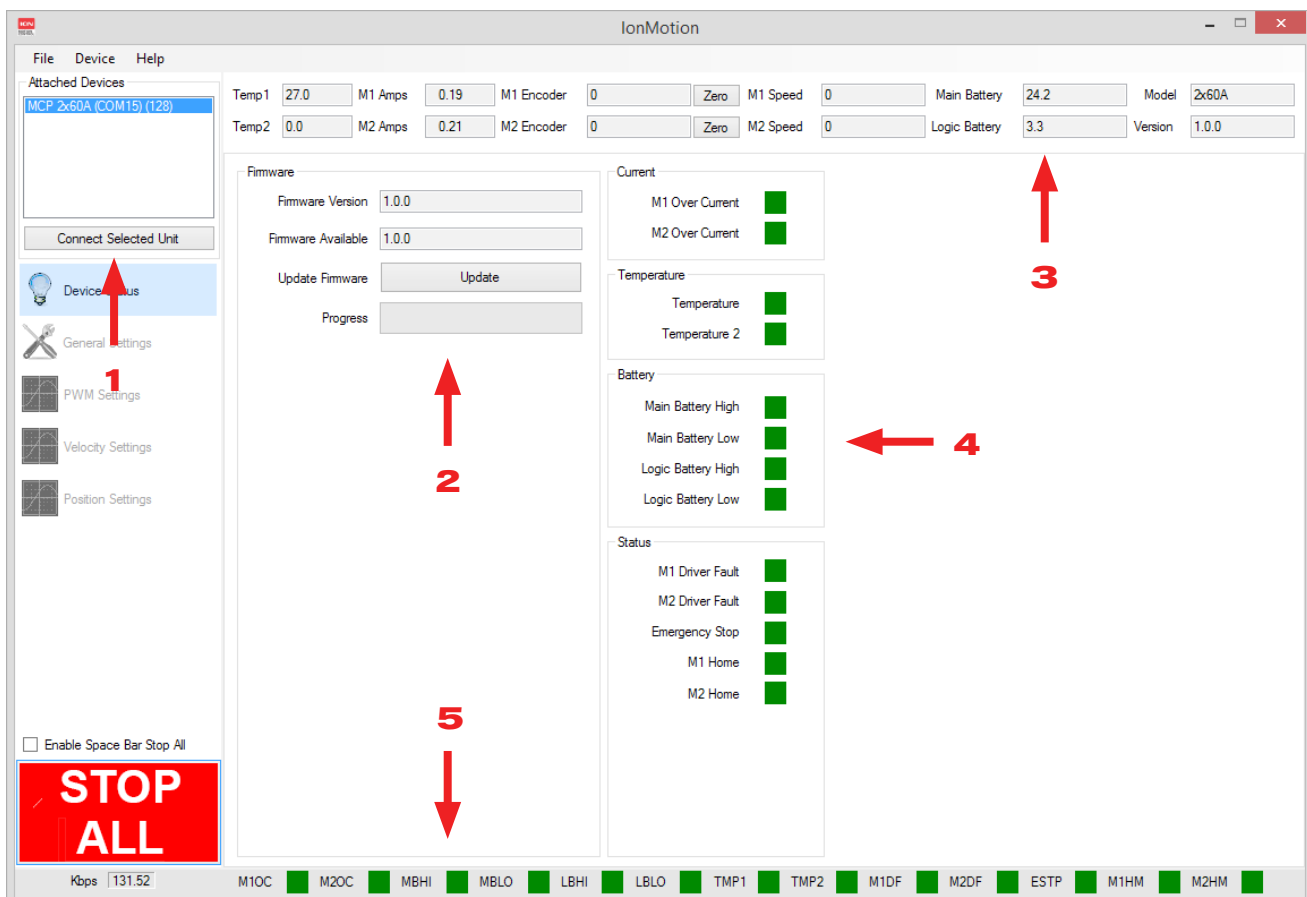 ION
IonMotion
File Device Help
Attached Devices
MCP 2x60A (COM15) (128)
Connect Selected Unit
Temp1 27.0 M1 Amps 0.19 M1 Encoder 0 Zero M1 Speed 0 Main Battery 24.2 Model 2x60A
Temp2 0.0 M2 Amps 0.21 M2 Encoder 0 Zero M2 Speed 0 Logic Battery 3.3 Version 1.0.0
Device
General Settings
PWM Settings
Velocity Settings
Position Settings
1
Firmware
Firmware Version 1.0.0
Firmware Available 1.0.0
Update Firmware Update
Progress
2
Current
M1 Over Current
M2 Over Current
Temperature
Temperature
Temperature 2
Battery
Main Battery High
Main Battery Low
Logic Battery High
Logic Battery Low
3
4
Status
M1 Driver Fault
M2 Driver Fault
Emergency Stop
M1 Home
M2 Home
5
Enable Space Bar Stop All
STOP
ALL
Kbps 131.52 M1OC M2OC MBHI MBLO LBHI LBLO TMP1 TMP2 M1DF M2DF ESTP M1HM M2HM